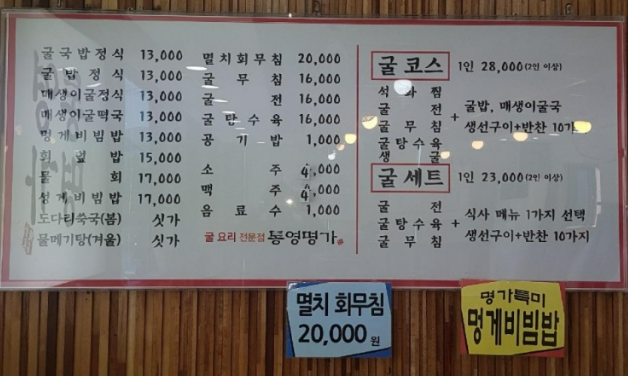 굴국밥정식 13,000
굴밥정식 13,000
매생이굴정식 13,000
매생이굴떡국 13,000
멍게비빔밥 13,000
회덮밥 15,000
물회 17,000
성게비빔밥 17,000
도다리쑥국(봄) 싯가
물메기탕(겨울) 싯가
멸치회무침 20,000
굴무침 16,000
굴전 16,000
굴탕수육 16,000
공기밥 1,000
소주 4,000
맥주 4,000
음료수 1,000
굴 요리 전문점 통영명가
굴 코스 1인 28,000(2인 이상)
석화찜
굴전
굴무침
굴탕수육
생굴
+ 굴밥, 매생이굴국
생선구이+반찬 10가지
굴 세트 1인 23,000(2인 이상)
굴전
굴탕수육
굴무침
+ 식사 메뉴 1가지 선택
생선구이+반찬 10가지
멸치 회무침
20,000원
명가특미
멍게비빔밥